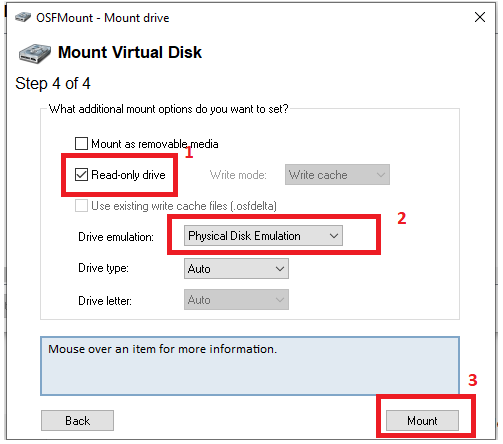 OSFMount - Mount drive
Mount Virtual Disk
Step 4 of 4
What additional mount options do you want to set?
Mount as removable media
1
Read-only drive Write mode: Write cache
Use existing write cache files (.osfdelta)
2
Drive emulation: Physical Disk Emulation
Drive type: Auto
Drive letter: Auto
Mouse over an item for more information.
3
Back Mount